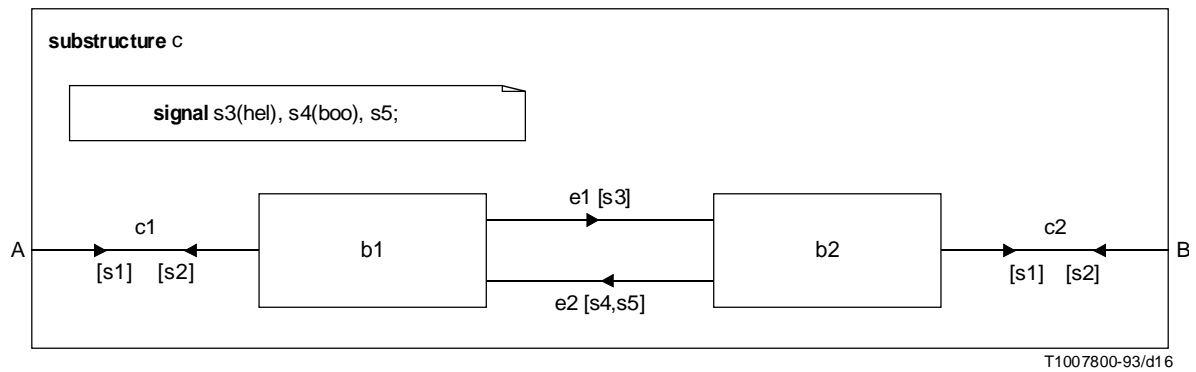 substructure c
signal s3(hel), s4(boo), s5;
e1 [s3]
A
c1
[s1]
[s2]
b1
b2
c2
[s1]
[s2]
B
e2 [s4,s5]
T1007800-93/d16